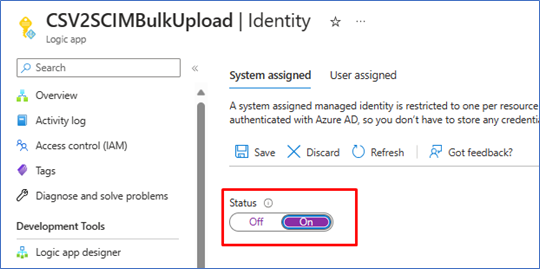 CSV2SCIMBulkUpload | Identity
Logic app
Search
Overview
Activity log
Access control (IAM)
Tags
Diagnose and solve problems
Development Tools
Logic app designer
System assigned User assigned
A system assigned managed identity is restricted to one per resource
authenticated with Azure AD, so you don't have to store any credentia
Save Discard Refresh Got feedback?
Status
Off On